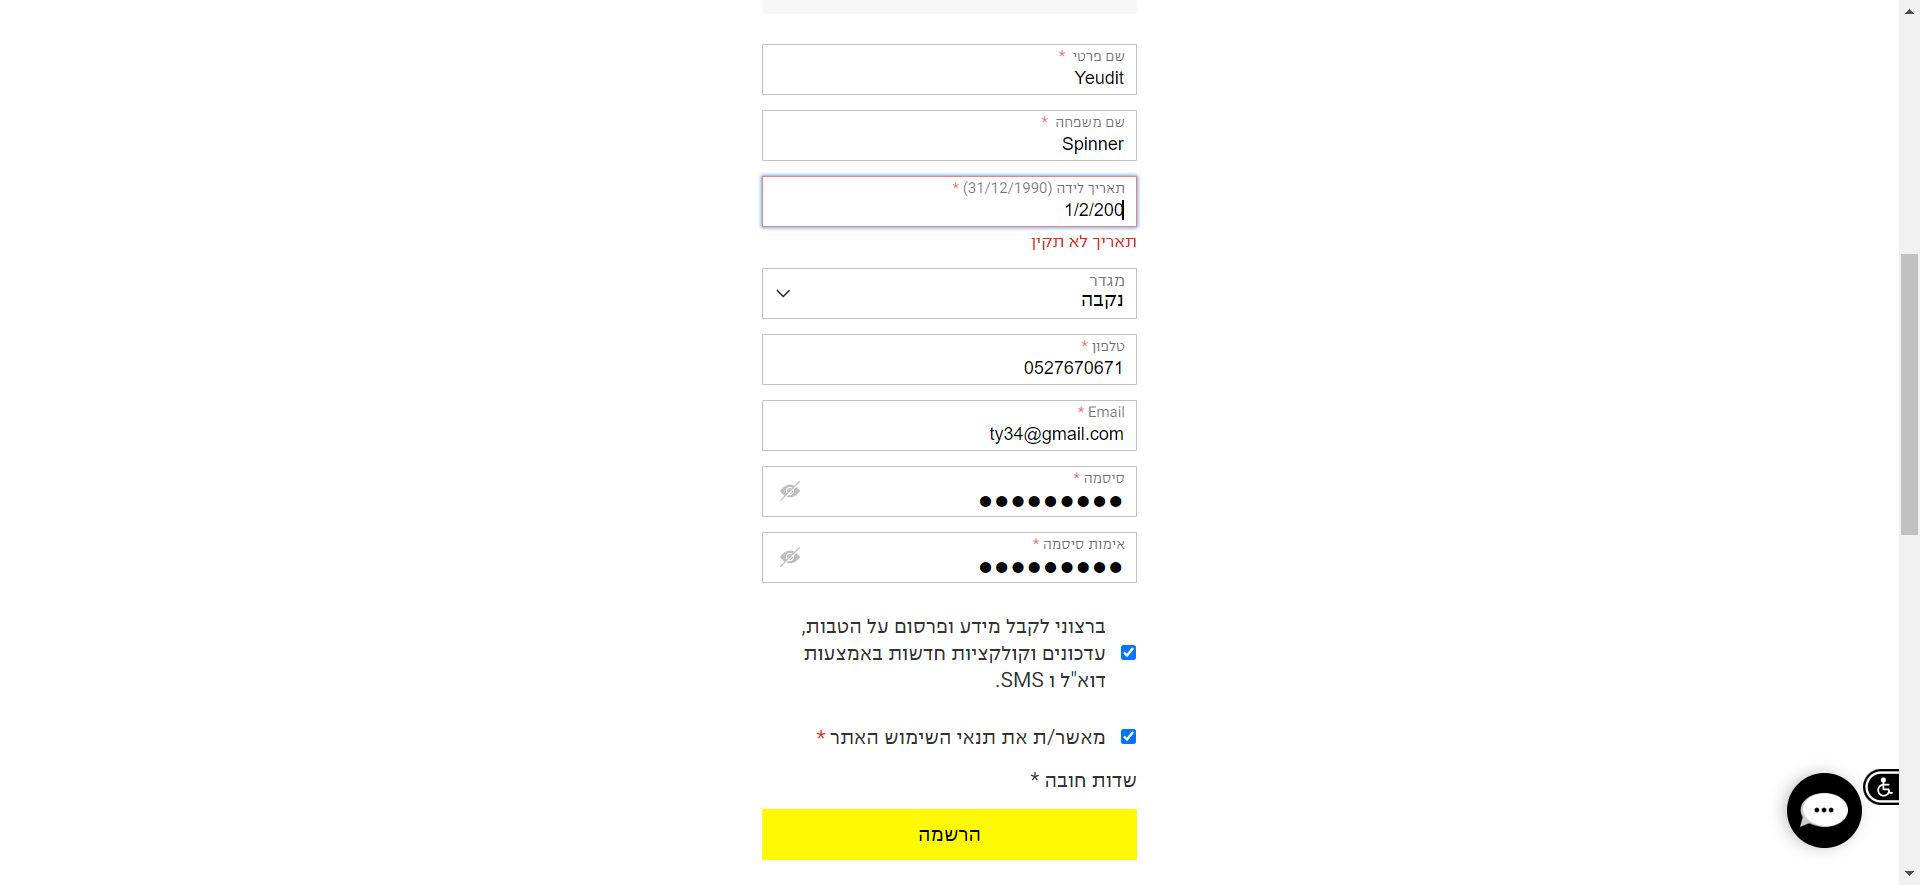 שם פרטי *
Yeudit
שם משפחה *
Spinner
תאריך לידה (31/12/1990) *
1/2/200
תאריך לא תקין
מגדר
נקבה
טלפון *
0527670671
Email *
ty34@gmail.com
סיסמה *
●●●●●●●●●
אימות סיסמה *
●●●●●●●●●
ברצוני לקבל מידע ופרסום על הטבות,
עדכונים וקולקציות חדשות באמצעות
דוא"ל ו SMS.
מאשר/ת את תנאי השימוש האתר *
שדות חובה *
הרשמה